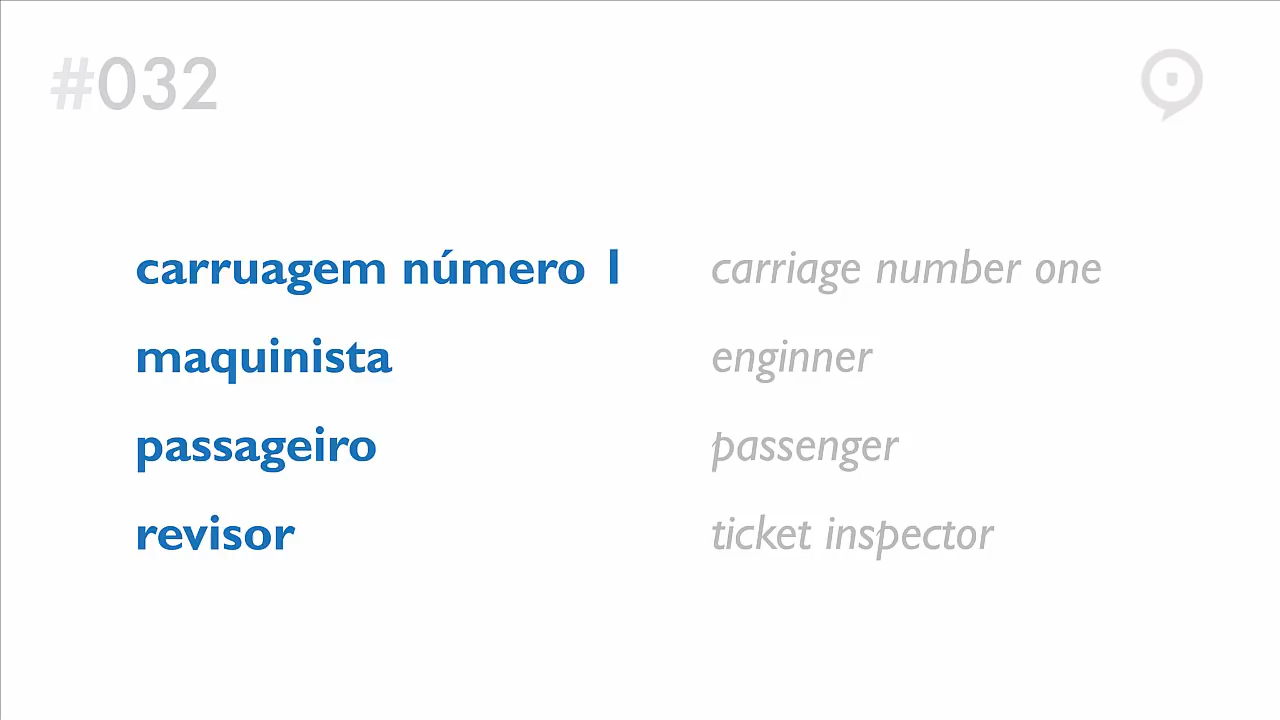 #032
carruagem número 1 carriage number one
maquinista enginner
passageiro passenger
revisor ticket inspector